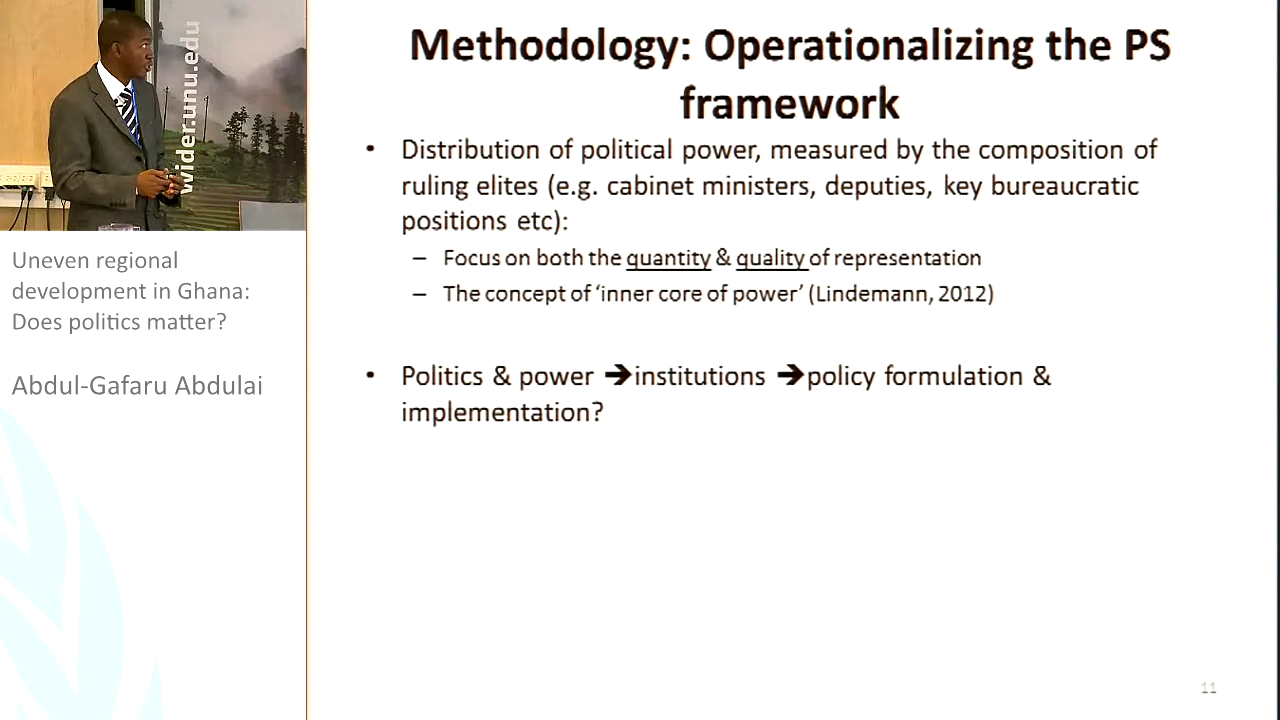 wider.unu.edu
Uneven regional
development in Ghana:
Does politics matter?
Abdul-Gafaru Abdulai
Methodology: Operationalizing the PS
framework
• Distribution of political power, measured by the composition of
ruling elites (e.g. cabinet ministers, deputies, key bureaucratic
positions etc):
– Focus on both the quantity & quality of representation
– The concept of ‘inner core of power’ (Lindemann, 2012)
• Politics & power ➔institutions ➔policy formulation &
implementation?
11